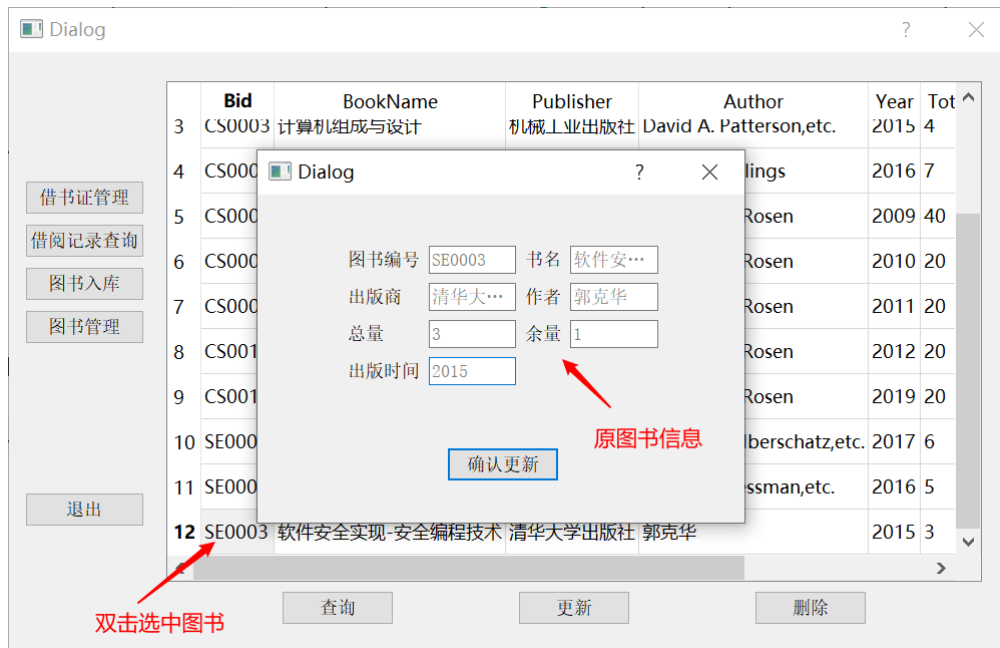 Dialog
Bid BookName Publisher Author Year Tot
3 CS0003 计算机组成与设计 机械工业出版社 David A. Patterson,etc. 2015 4
4 CS000 lings 2016 7
借书证管理
5 CS000 Rosen 2009 40
借阅记录查询
6 CS000 Rosen 2010 20
图书入库
7 CS000 Rosen 2011 20
图书管理
8 CS001 Rosen 2012 20
9 CS001 Rosen 2019 20
10 SE000 lberschatz,etc. 2017 6
11 SE000 essman,etc. 2016 5
退出
12 SE0003 软件安全实现-安全编程技术 清华大学出版社 郭克华 2015 3
Dialog
图书编号 SE0003 书名 软件安…
出版商 清华大… 作者 郭克华
总量 3 余量 1
出版时间 2015
原图书信息
确认更新
双击选中图书
查询 更新 删除